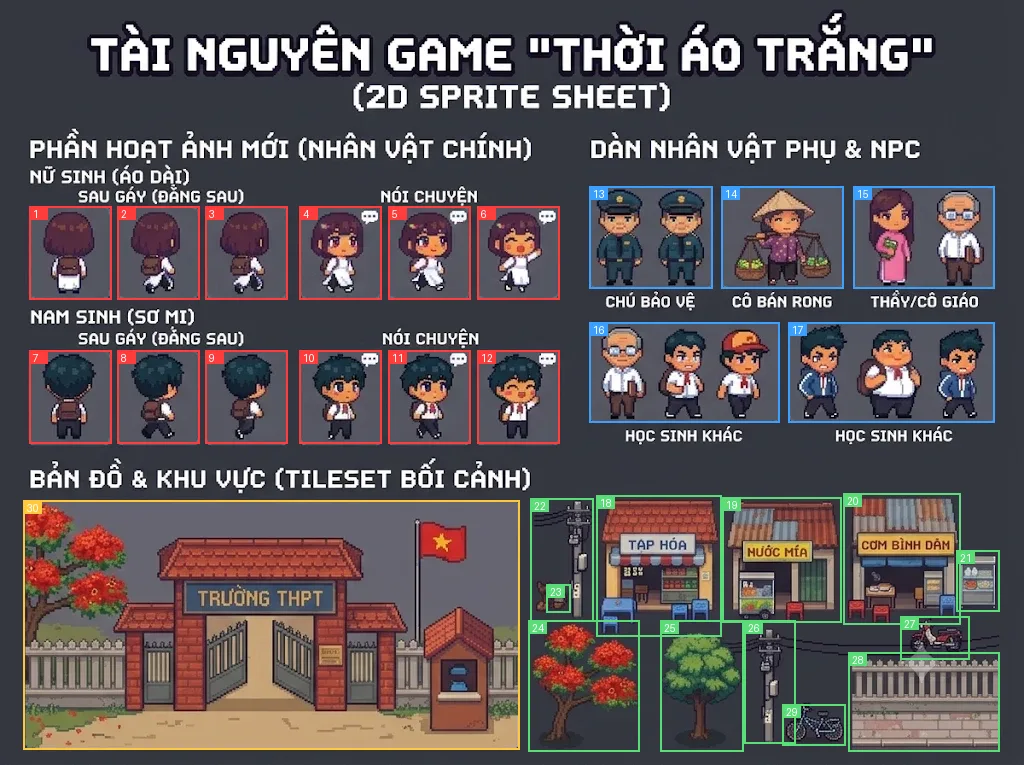 TÀI NGUYÊN GAME "THỜI ÁO TRẮNG"
(2D SPRITE SHEET)
PHẦN HOẠT ẢNH MỚI (NHÂN VẬT CHÍNH)
NỮ SINH (ÁO DÀI)
SAU GÁY (ĐẰNG SAU)
NÓI CHUYỆN
1
2
3
4
5
6
NAM SINH (SƠ MI)
SAU GÁY (ĐẰNG SAU)
NÓI CHUYỆN
7
8
9
10
11
12
DÀN NHÂN VẬT PHỤ & NPC
13
14
15
CHÚ BẢO VỆ
CÔ BÁN RONG
THẦY/CÔ GIÁO
16
17
HỌC SINH KHÁC
HỌC SINH KHÁC
BẢN ĐỒ & KHU VỰC (TILESET BỐI CẢNH)
30
TRƯỜNG THPT
22
18
19
20
TẠP HÓA
NƯỚC MÍA
CƠM BÌNH DÂN
21
23
24
25
26
27
28
29